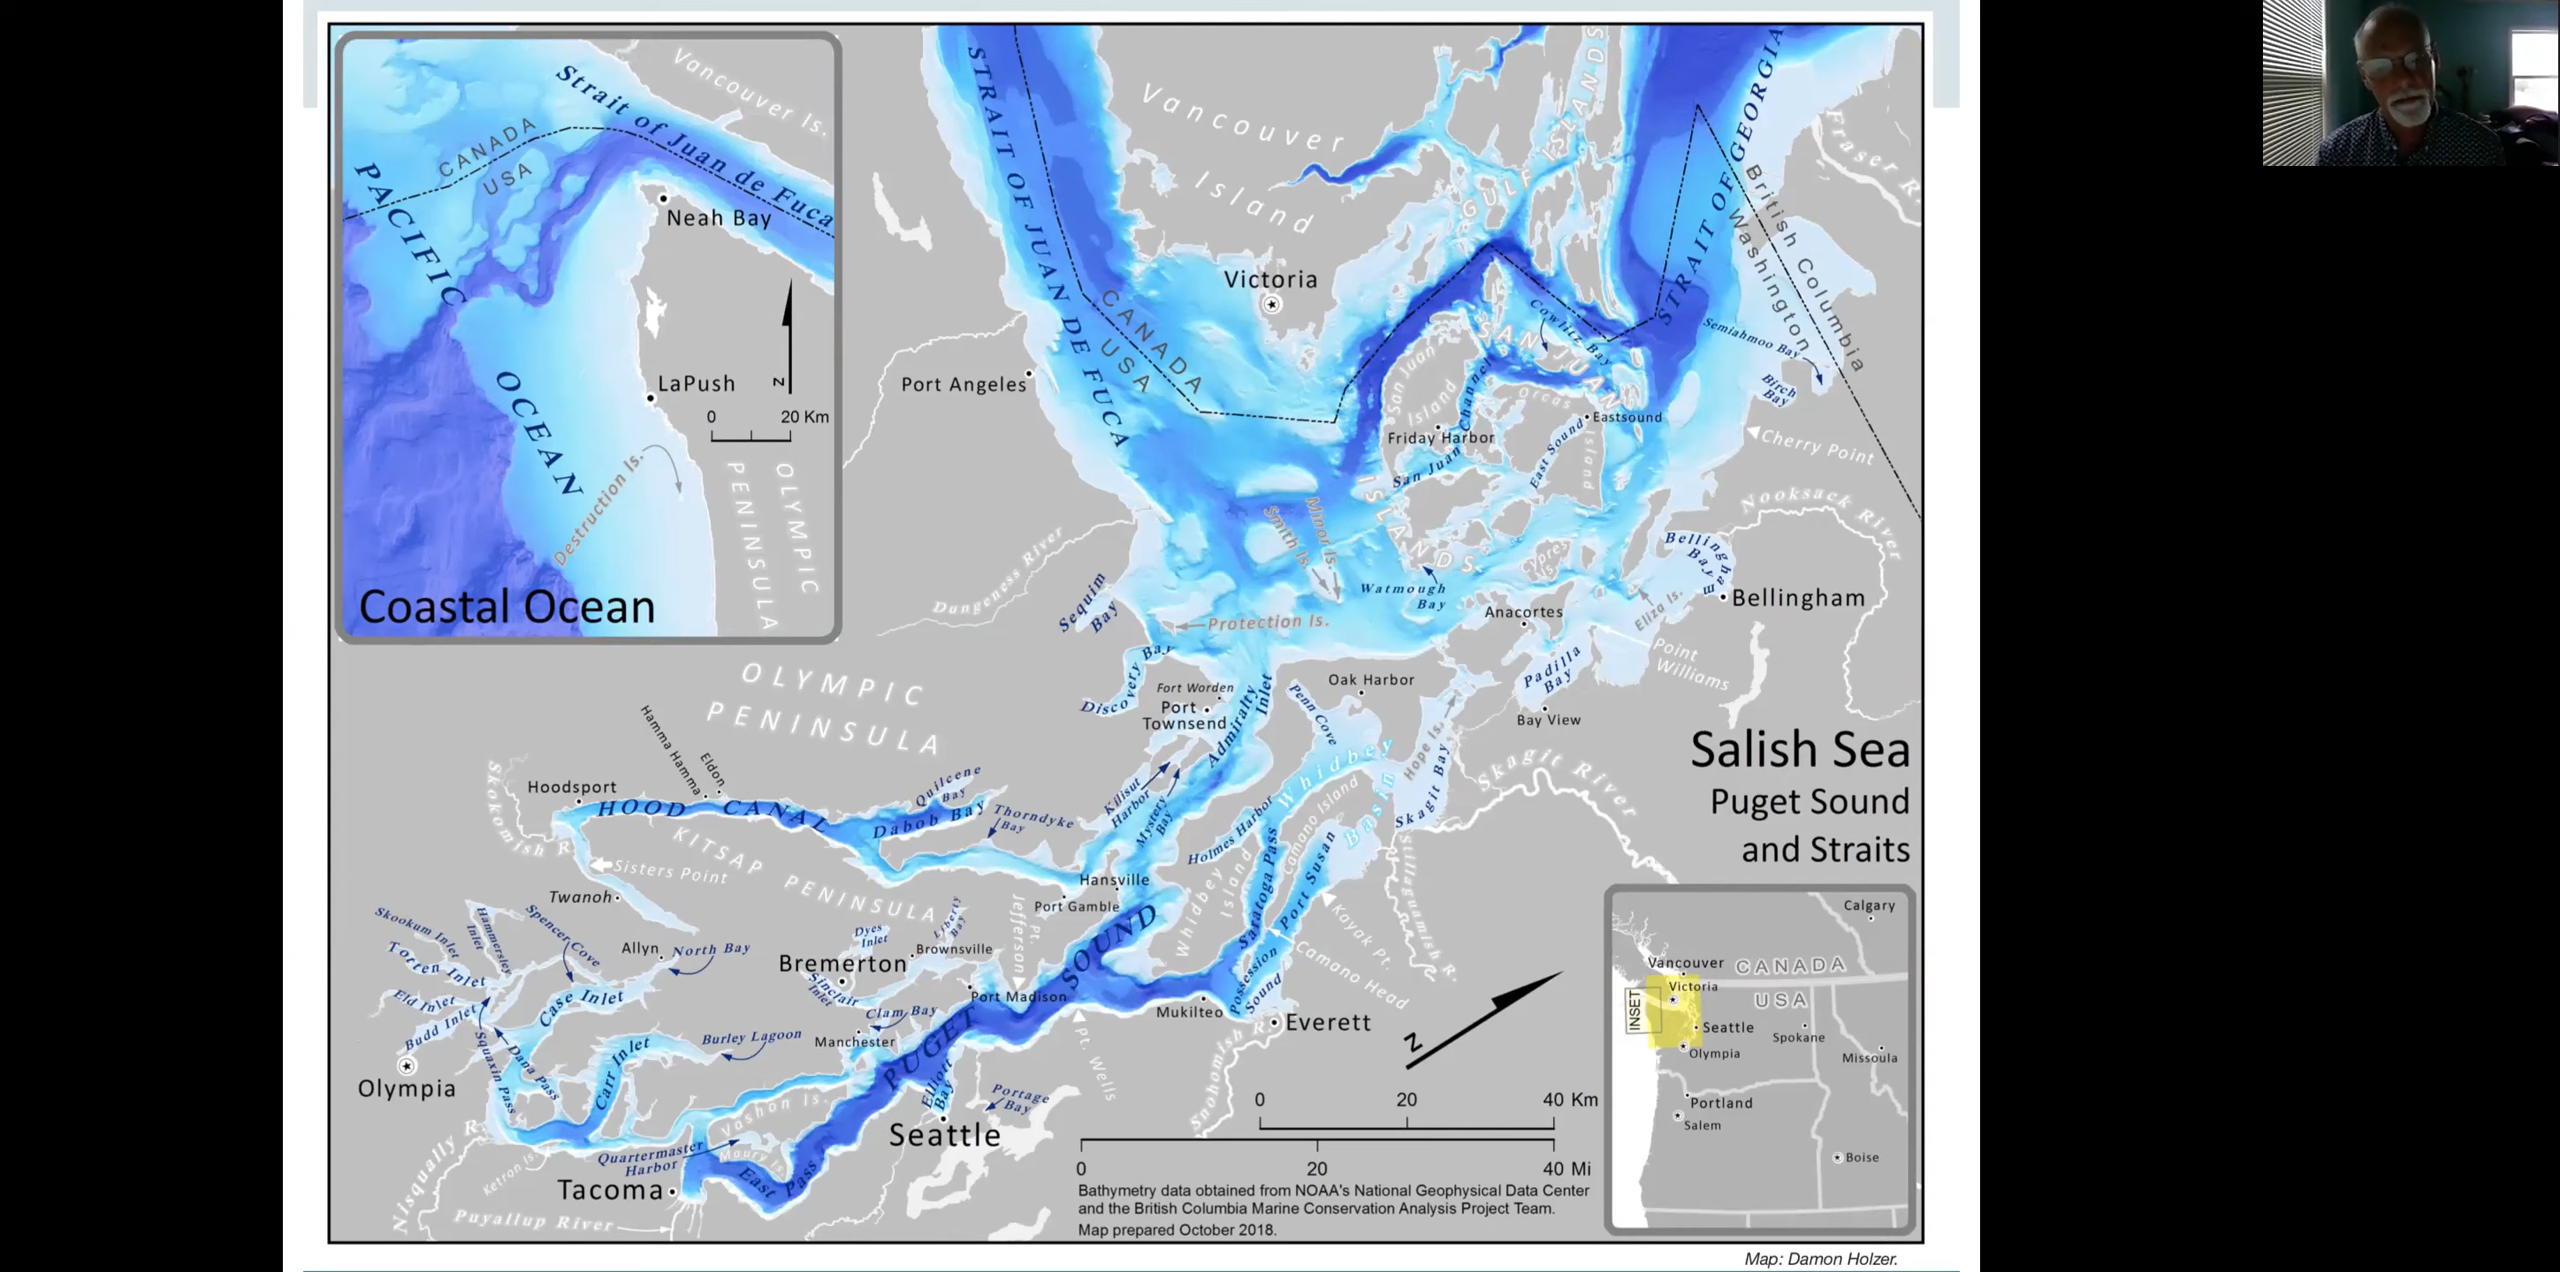 Strait of Juan de Fuca
Vancouver Is.
CANADA
USA
PACIFIC
OCEAN
Neah Bay
LaPush
N
0 20 Km
Destruction Is.
OLYMPIC
PENINSULA
Coastal Ocean
STRAIT OF JUAN DE FUCA
Vancouver
Island
GULF ISLANDS
STRAIT OF GEORGIA
Fraser R.
British Columbia
Washington
Victoria
CANADA
USA
Cowlitz Bay
Semiahmoo Bay
Birch
Bay
Port Angeles
SAN JUAN
ISLANDS
San Juan
Island
San Juan Channel
Orcas
Island
Eastsound
East Sound
Friday Harbor
Cherry Point
Nooksack River
Smith Is.
Minor Is.
Bellingham
Bay
Bellingham
Cypres
Is.
Eliza Is.
Dungeness River
Sequim
Bay
Watmough
Bay
Anacortes
Protection Is.
Point
Williams
Discovery Bay
Padilla
Bay
Bay View
Fort Worden
Port
Townsend
Admiralty
Inlet
Penn Cove
Oak Harbor
Hope Is.
Skagit Bay
Skagit River
OLYMPIC
PENINSULA
Salish Sea
Puget Sound
and Straits
Hamma Hamma
Eldon
Skokomish R.
Hoodsport
HOOD CANAL
Quilcene
Bay
Dabob Bay
Thorndyke
Bay
Kilisut
Harbor
Mystery
Bay
Holmes Harbor
Whidbey
Basin
Camano Island
Saratoga Pass
Port Susan
Whidbey
Island
Stillaguamish R.
KITSAP PENINSULA
Sisters Point
Twanoh
Hansville
Port Gamble
Kayak Pt.
Camano Head
Skookum Inlet
Hammersley
Inlet
Spencer Cove
Totten Inlet
Eld Inlet
Budd Inlet
Allyn
North Bay
Case Inlet
Dyes
Inlet
Liberty
Bay
Brownsville
Bremerton
Sinclair
Inlet
Jefferson Pt.
Port Madison
Clam Bay
Manchester
PUGET SOUND
Possession
Sound
Mukilteo
Everett
Snohomish R.
Pt. Wells
Burley Lagoon
Carr Inlet
Squaxin Pass
Dana Pass
Olympia
Elliott
Bay
Portage
Bay
Seattle
Vashon Is.
Quartermaster
Harbor
Maury Is.
East Pass
Nisqually R.
Ketron Is.
Tacoma
Puyallup River
N
0 20 40 Km
0 20 40 Mi
Bathymetry data obtained from NOAA's National Geophysical Data Center
and the British Columbia Marine Conservation Analysis Project Team.
Map prepared October 2018.
Calgary
Vancouver
CANADA
Victoria
USA
INSET
Seattle
Spokane
Olympia
Missoula
Portland
Salem
Boise
Map: Damon Holzer.